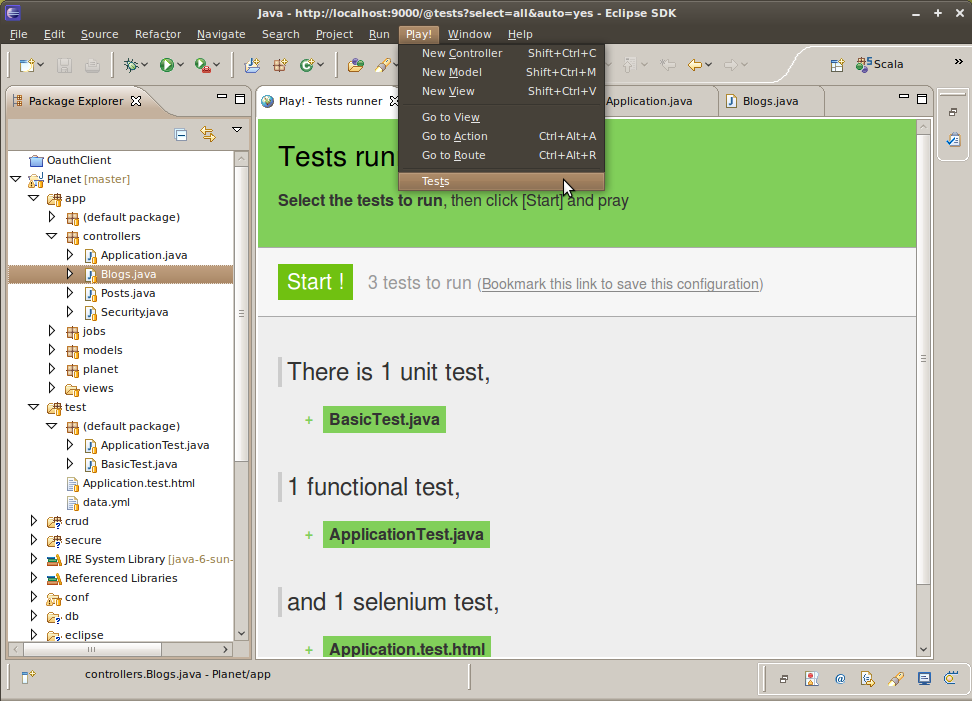 Java - http://localhost:9000/@tests?select=all&auto=yes - Eclipse SDK
File Edit Source Refactor Navigate Search Project Run Play! Window Help
New Controller Shift+Ctrl+C
New Model Shift+Ctrl+M
New View Shift+Ctrl+V
Go to View
Go to Action Ctrl+Alt+A
Go to Route Ctrl+Alt+R
Tests
Scala
»
Package Explorer
OauthClient
Planet [master]
app
(default package)
controllers
Application.java
Blogs.java
Posts.java
Security.java
jobs
models
planet
views
test
(default package)
ApplicationTest.java
BasicTest.java
Application.test.html
data.yml
crud
secure
JRE System Library [java-6-sun-
Referenced Libraries
conf
db
eclipse
Play! - Tests runner Application.java Blogs.java
Tests run
Select the tests to run, then click [Start] and pray
Start ! 3 tests to run (Bookmark this link to save this configuration)
There is 1 unit test,
+ BasicTest.java
1 functional test,
+ ApplicationTest.java
and 1 selenium test,
+ Application.test.html
controllers.Blogs.java - Planet/app